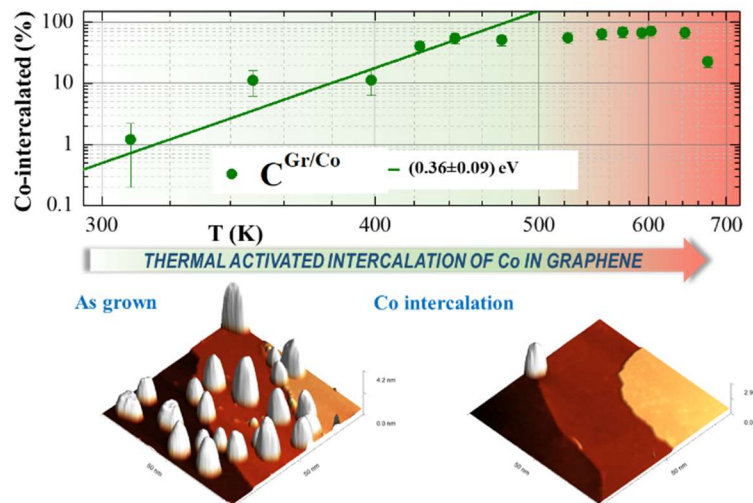 Co-intercalated (%)
100
10
1
0.1
C^Gr/Co
(0.36±0.09) eV
300
400
500
600
700
T (K)
THERMAL ACTIVATED INTERCALATION OF Co IN GRAPHENE
As grown
Co intercalation
4.2 nm
0.0 nm
50 nm
50 nm
2.9
0.0
50 nm
50 nm